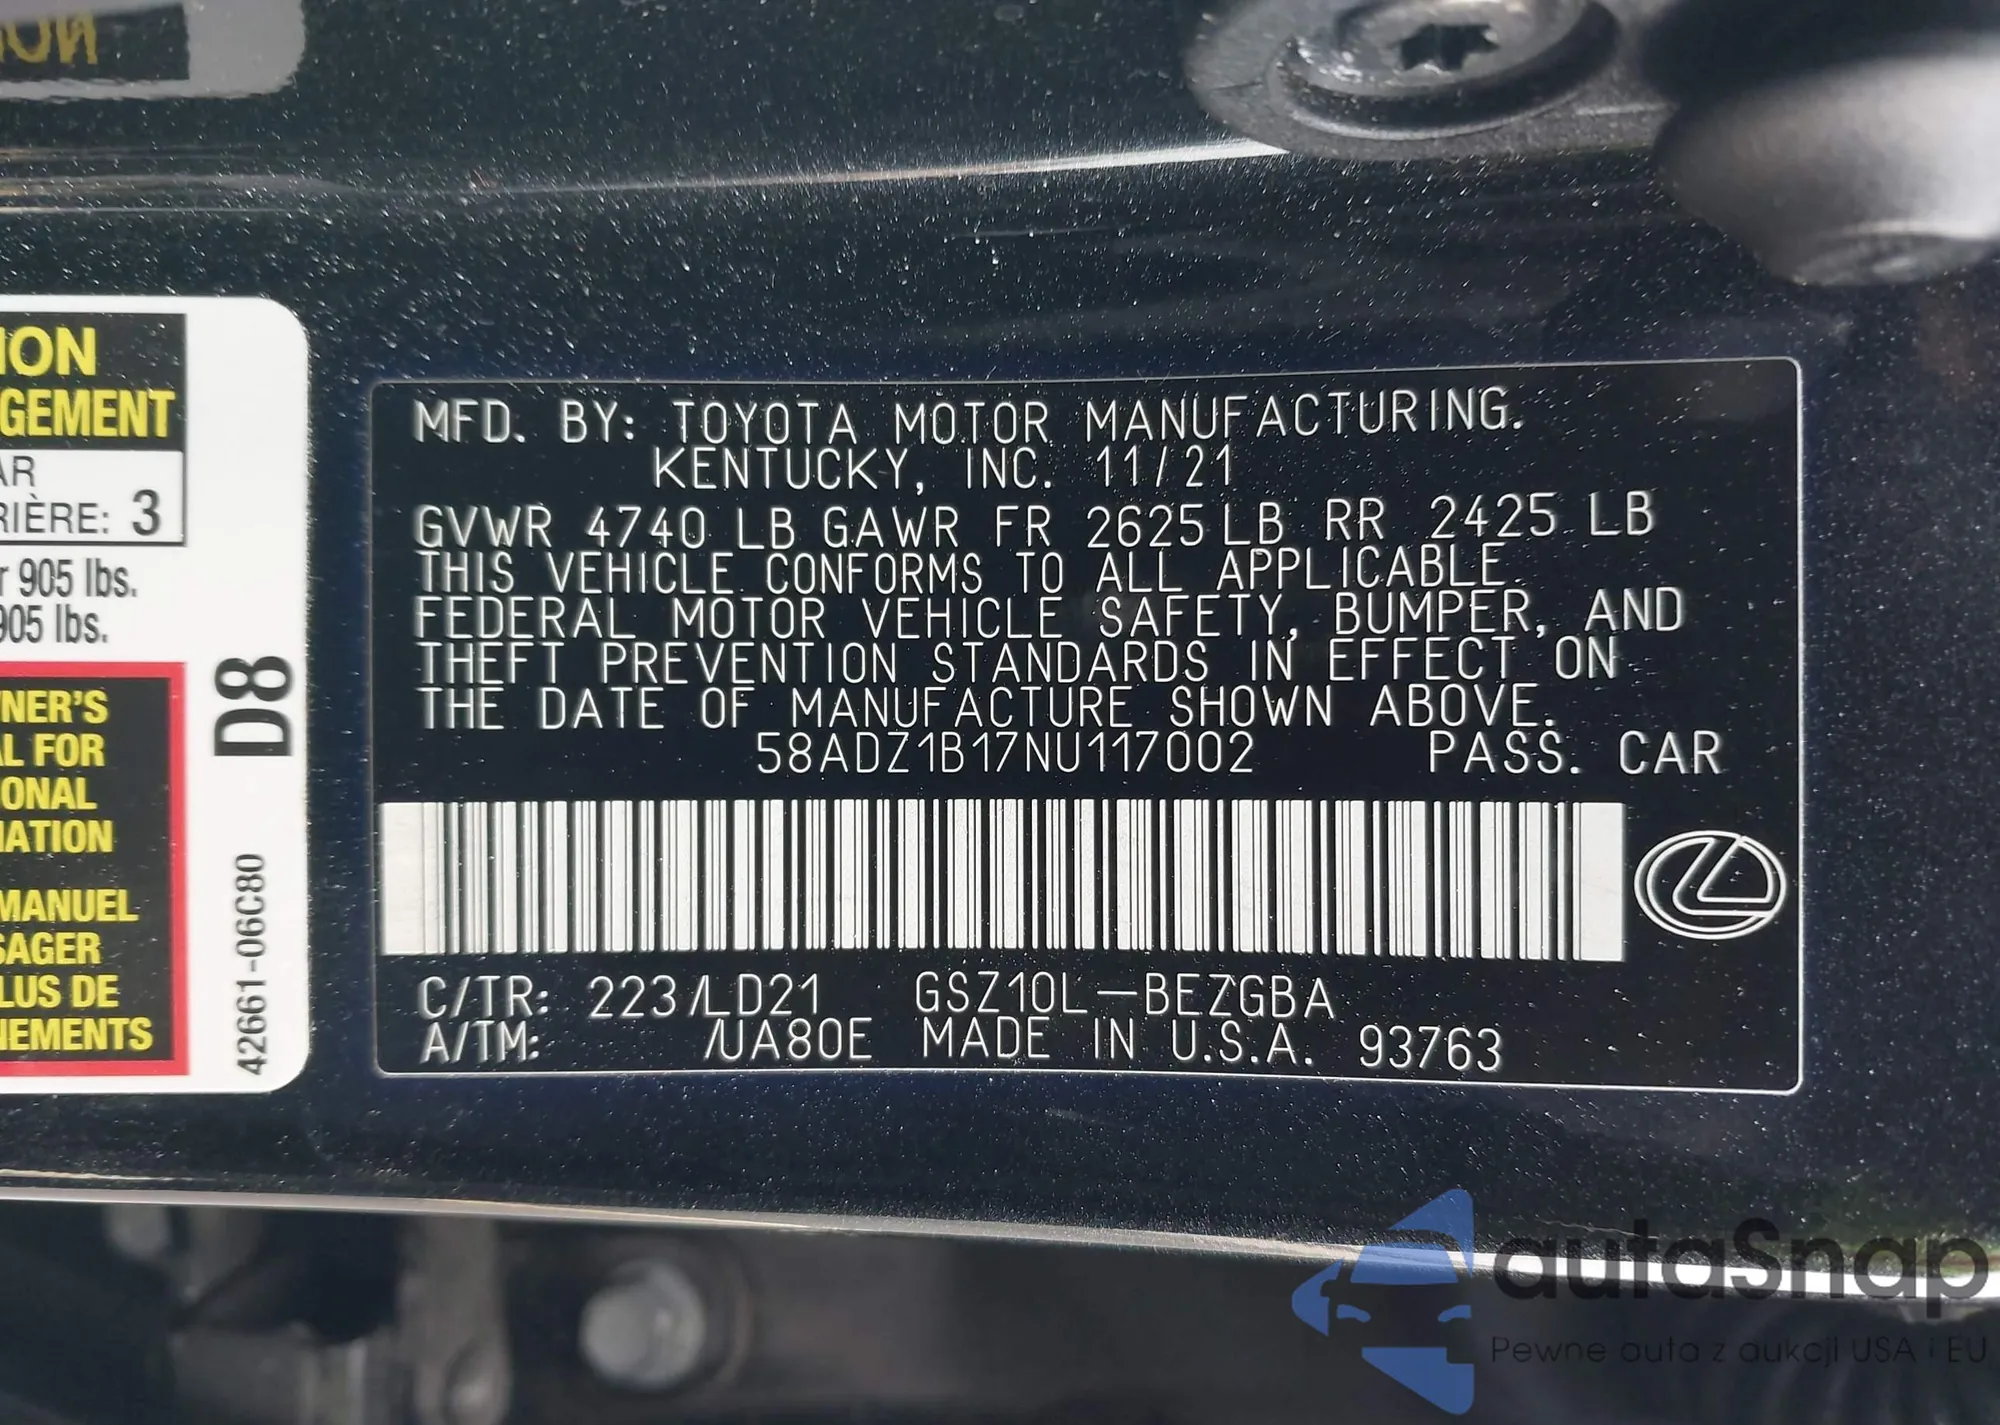 ION
GEMENT
AR
RIÈRE: 3
r 905 lbs.
905 lbs.
NER'S
AL FOR
ONAL
MATION
MANUEL
SAGER
LUS DE
NEMENTS
D8
42661-06C80
MFD. BY: TOYOTA MOTOR MANUFACTURING.
KENTUCKY, INC. 11/21
GVWR 4740 LB GAWR FR 2625 LB RR 2425 LB
THIS VEHICLE CONFORMS TO ALL APPLICABLE
FEDERAL MOTOR VEHICLE SAFETY, BUMPER, AND
THEFT PREVENTION STANDARDS IN EFFECT ON
THE DATE OF MANUFACTURE SHOWN ABOVE.
58ADZ1B17NU117002 PASS. CAR
C/TR: 223/LD21 GSZ10L-BEZGBA
A/TM: /UA80E MADE IN U.S.A. 93763
autaSnap
Pewne auta z aukcji USA i EU